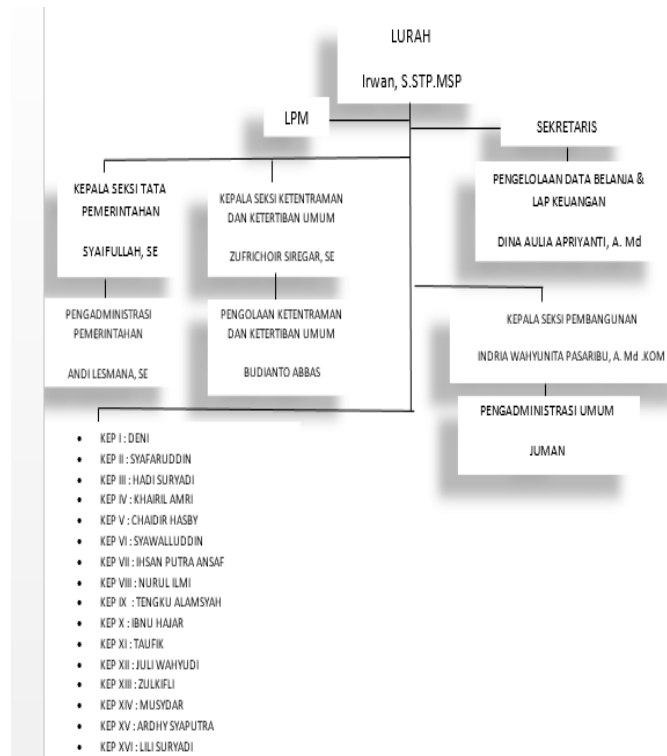 LURAH
Irwan, S.STP.MSP
LPM
SEKRETARIS
PENGELOLAAN DATA BELANJA &
LAP KEUANGAN
DINA AULIA APRIYANTI, A. Md
KEPALA SEKSI TATA
PEMERINTAHAN
SYAIFULLAH, SE
KEPALA SEKSI KETENTRAMAN
DAN KETERTIBAN UMUM
ZUFRICHOIR SIREGAR, SE
PENGADMINISTRASI
PEMERINTAHAN
ANDI LESMANA, SE
PENGOLAAN KETENTRAMAN
DAN KETERTIBAN UMUM
BUDIANTO ABBAS
KEPALA SEKSI PEMBANGUNAN
INDRIA WAHYUNITA PASARIBU, A. Md .KOM
PENGADMINISTRASI UMUM
JUMAN
• KEP I : DENI
• KEP II : SYAFARUDDIN
• KEP III : HADI SURYADI
• KEP IV : KHAIRIL AMRI
• KEP V : CHAIDIR HASBY
• KEP VI : SYAWALLUDDIN
• KEP VII : IHSAN PUTRA ANSAF
• KEP VIII : NURUL ILMI
• KEP IX : TENGKU ALAMSYAH
• KEP X : IBNU HAJAR
• KEP XI : TAUFIK
• KEP XII : JULI WAHYUDI
• KEP XIII : ZULKIFLI
• KEP XIV : MUSYDAR
• KEP XV : ARDHY SYAPUTRA
• KEP XVI : LILI SURYADI